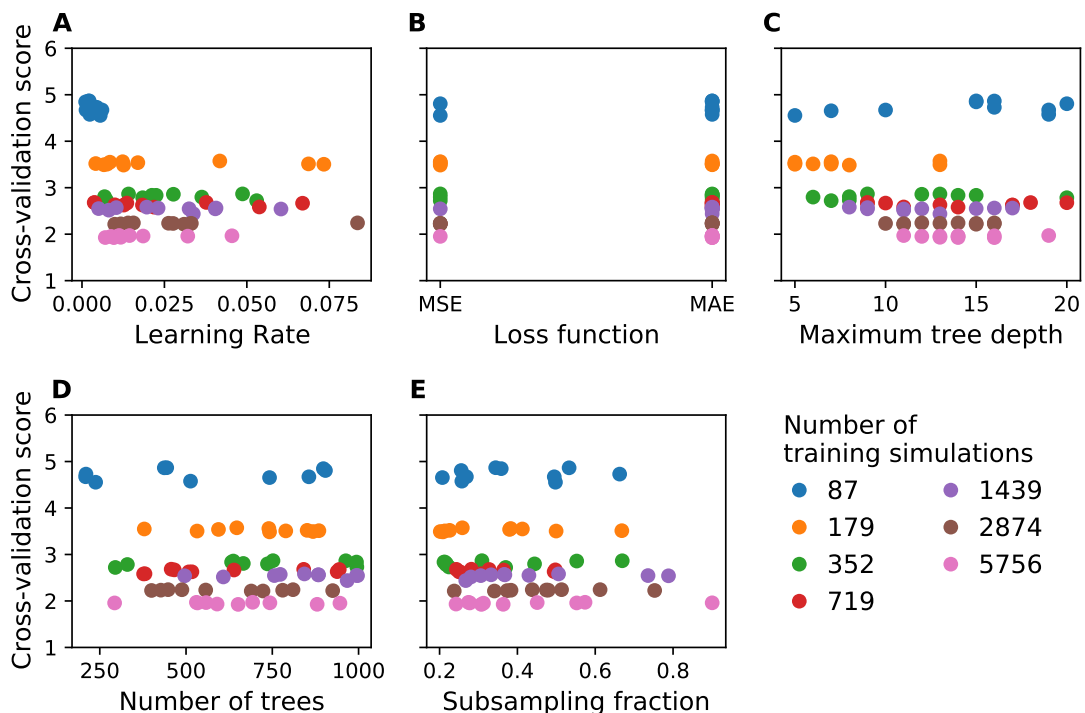 A
B
C
Cross-validation score
6
5
4
3
2
1
0.000
0.025
0.050
0.075
Learning Rate
MSE
MAE
Loss function
5
10
15
20
Maximum tree depth
D
E
Cross-validation score
6
5
4
3
2
1
250
500
750
1000
Number of trees
0.2
0.4
0.6
0.8
Subsampling fraction
Number of
training simulations
87
179
352
719
1439
2874
5756